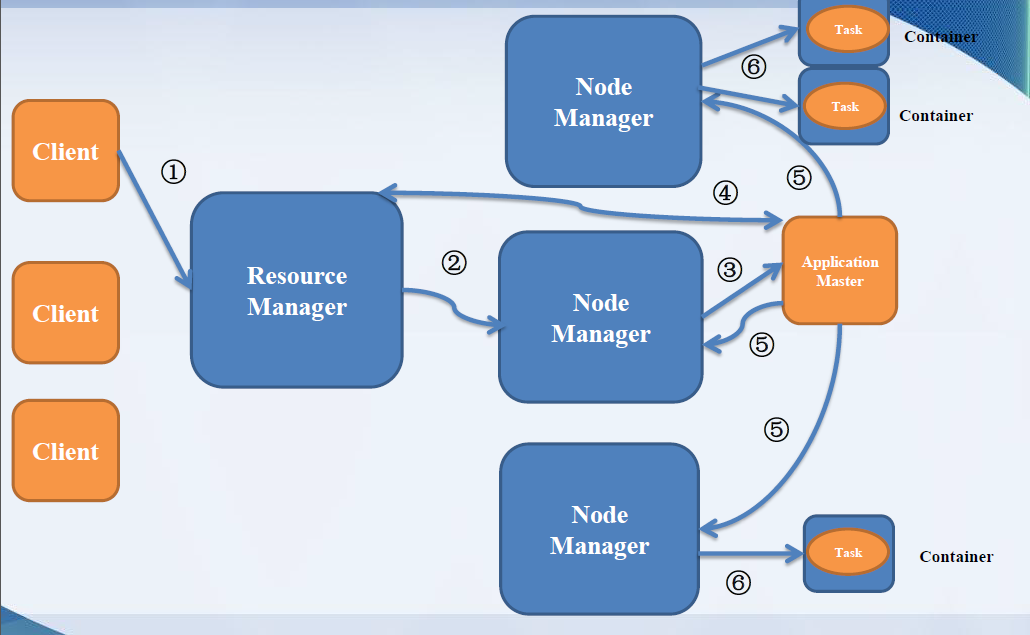 Task
Container
Node
Manager
⑥
Task
Container
Client
①
⑤
④
Resource
Manager
②
Node
Manager
③
Application
Master
Client
⑤
⑤
Client
Node
Manager
⑥
Task
Container